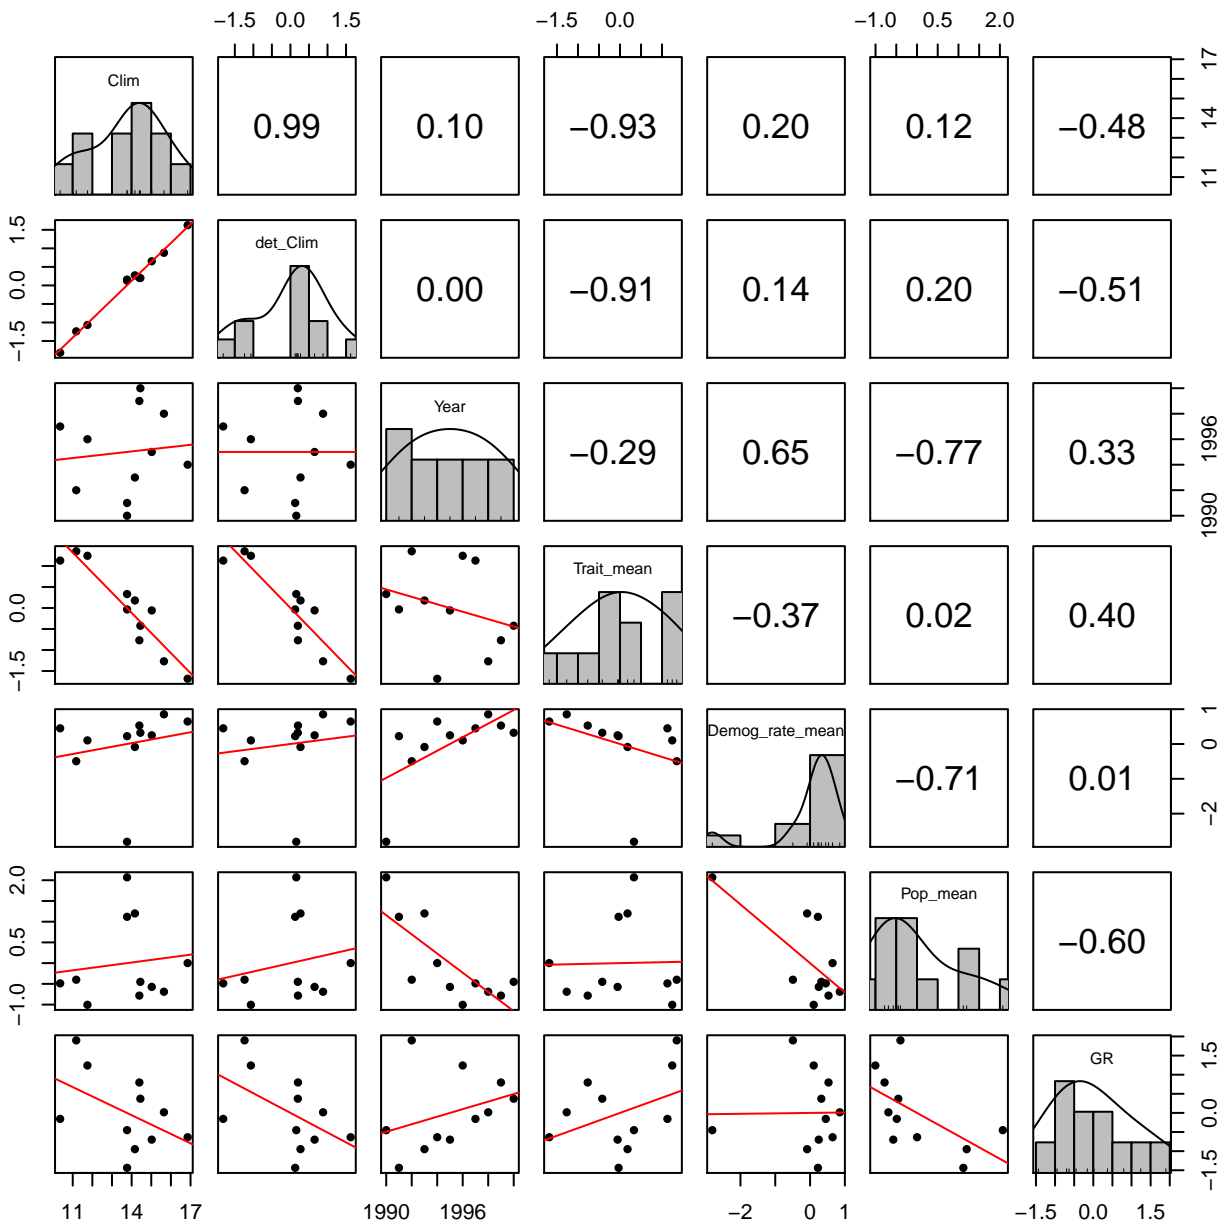 −1.5 0.0 1.5 −1.5 0.0 −1.0 0.5 2.0
Clim 0.99 0.10 −0.93 0.20 0.12 −0.48 11 14 17
−1.5 0.0 1.5 det_Clim 0.00 −0.91 0.14 0.20 −0.51
Year −0.29 0.65 −0.77 0.33 1990 1996
−1.5 0.0 Trait_mean −0.37 0.02 0.40
Demog_rate_mean −0.71 0.01 −2 0 1
−1.0 0.5 2.0 Pop_mean −0.60
GR −1.5 0.0 1.5
11 14 17 1990 1996 −2 0 1 −1.5 0.0 1.5